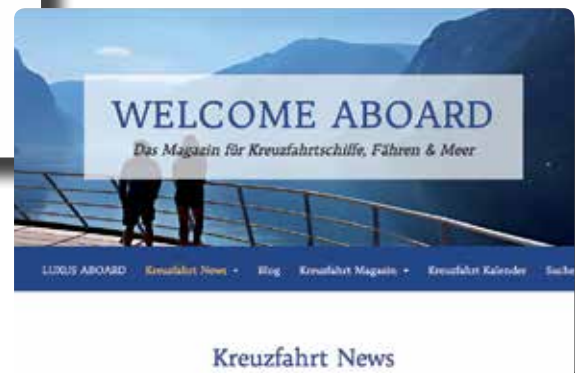 WELCOME ABOARD
Das Magazin für Kreuzfahrtschiffe, Fähren & Meer
LUXUS ABOARD Kreuzfahrt News Blog Kreuzfahrt Magazin Kreuzfahrt Kalender Suche
Kreuzfahrt News